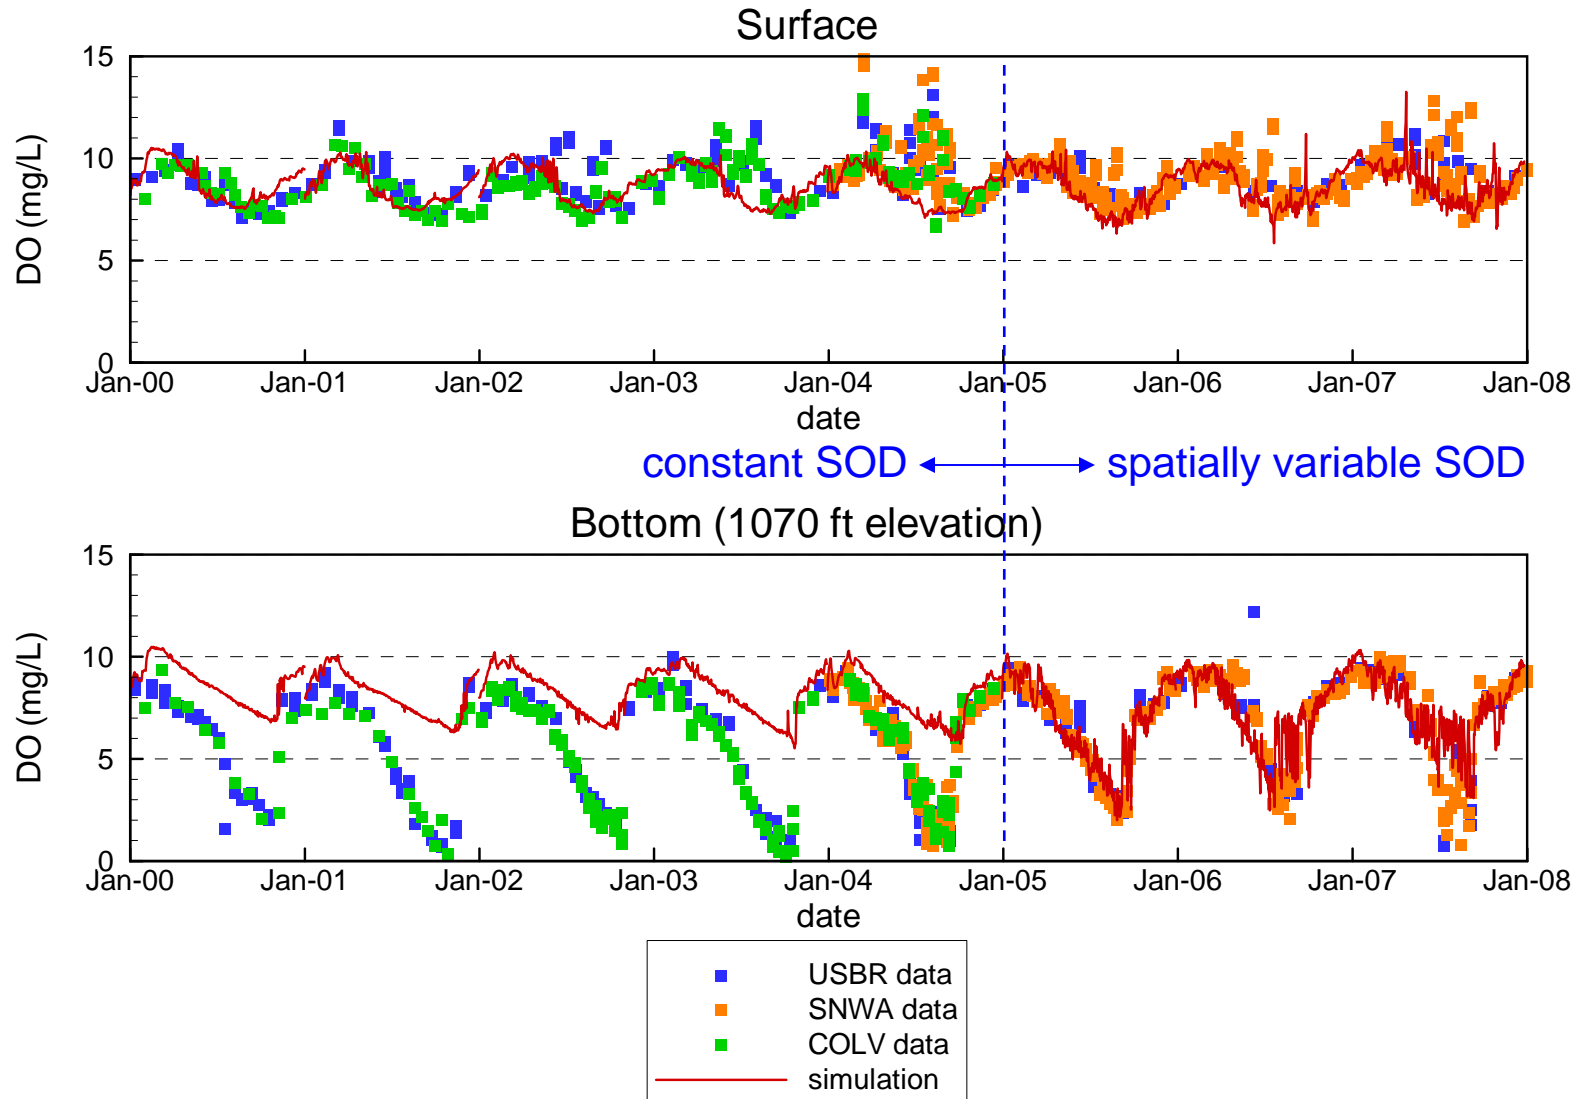 Surface
15
10
5
0
DO (mg/L)
Jan-00 Jan-01 Jan-02 Jan-03 Jan-04 Jan-05 Jan-06 Jan-07 Jan-08
date
constant SOD spatially variable SOD
Bottom (1070 ft elevation)
15
10
5
0
DO (mg/L)
Jan-00 Jan-01 Jan-02 Jan-03 Jan-04 Jan-05 Jan-06 Jan-07 Jan-08
date
USBR data
SNWA data
COLV data
simulation